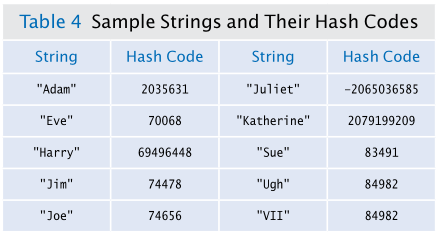 Table 4 Sample Strings and Their Hash Codes
String Hash Code String Hash Code
"Adam" 2035631 "Juliet" −2065036585
"Eve" 70068 "Katherine" 2079199209
"Harry" 69496448 "Sue" 83491
"Jim" 74478 "Ugh" 84982
"Joe" 74656 "VII" 84982